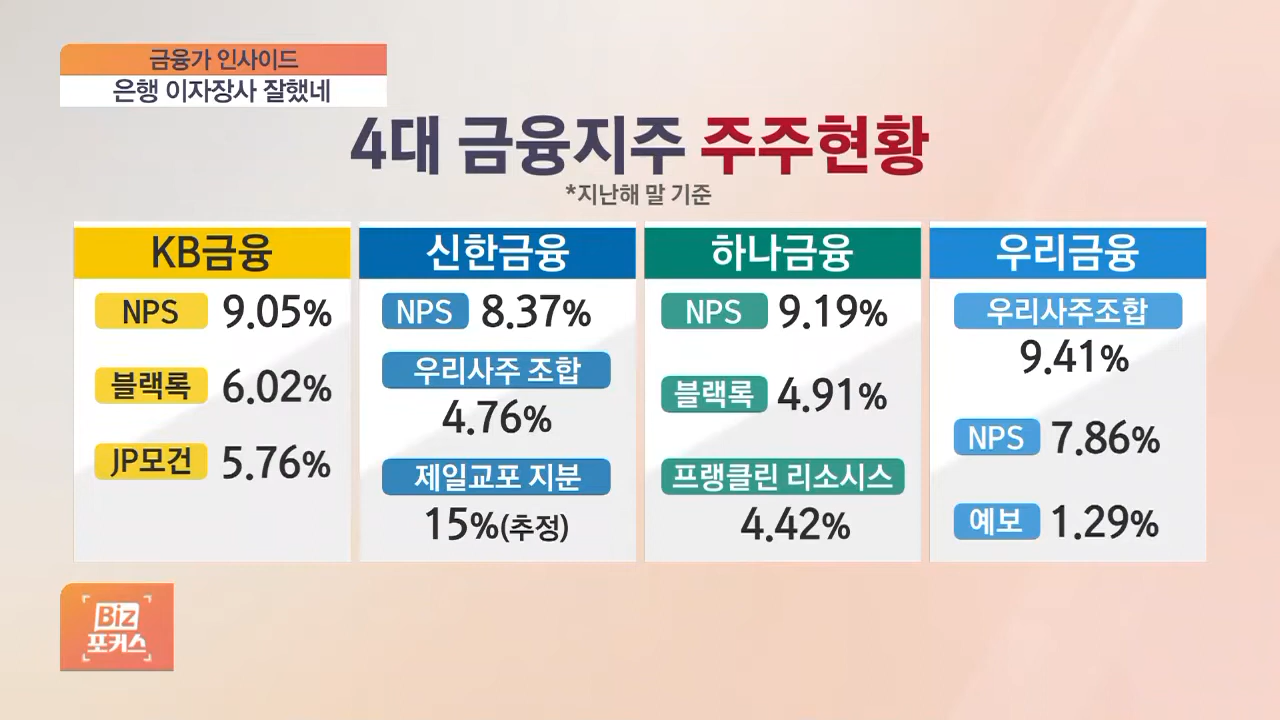 금융가 인사이드
은행 이자장사 잘했네
4대 금융지주 주주현황
*지난해 말 기준
KB금융
NPS 9.05%
블랙록 6.02%
JP모건 5.76%
신한금융
NPS 8.37%
우리사주 조합
4.76%
제일교포 지분
15%(추정)
하나금융
NPS 9.19%
블랙록 4.91%
프랭클린 리소시스
4.42%
우리금융
우리사주조합
9.41%
NPS 7.86%
예보 1.29%
Biz
포커스